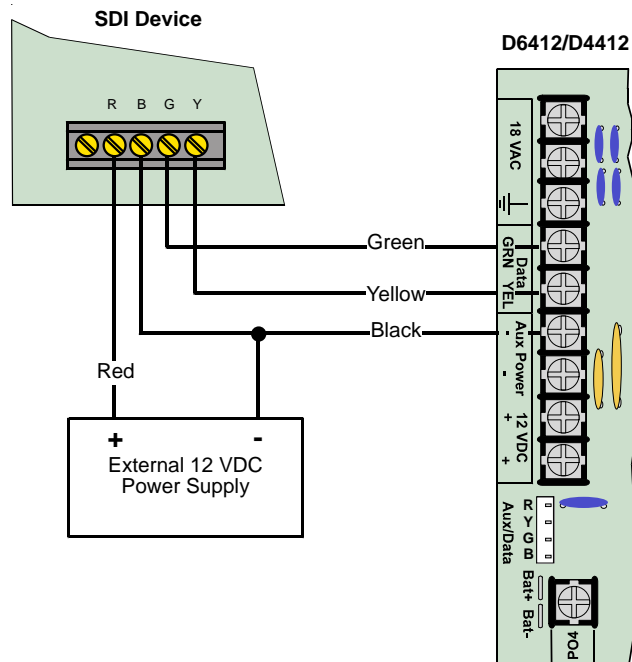 SDI Device
D6412/D4412
R B G Y
18 VAC
Green
GRN
Data
Yellow
YEL
Black
- Aux Power
-
+ 12 VDC
+
Red
+ -
External 12 VDC
Power Supply
R
Y
G
B
Aux/Data
Bat+ Bat-
PO4